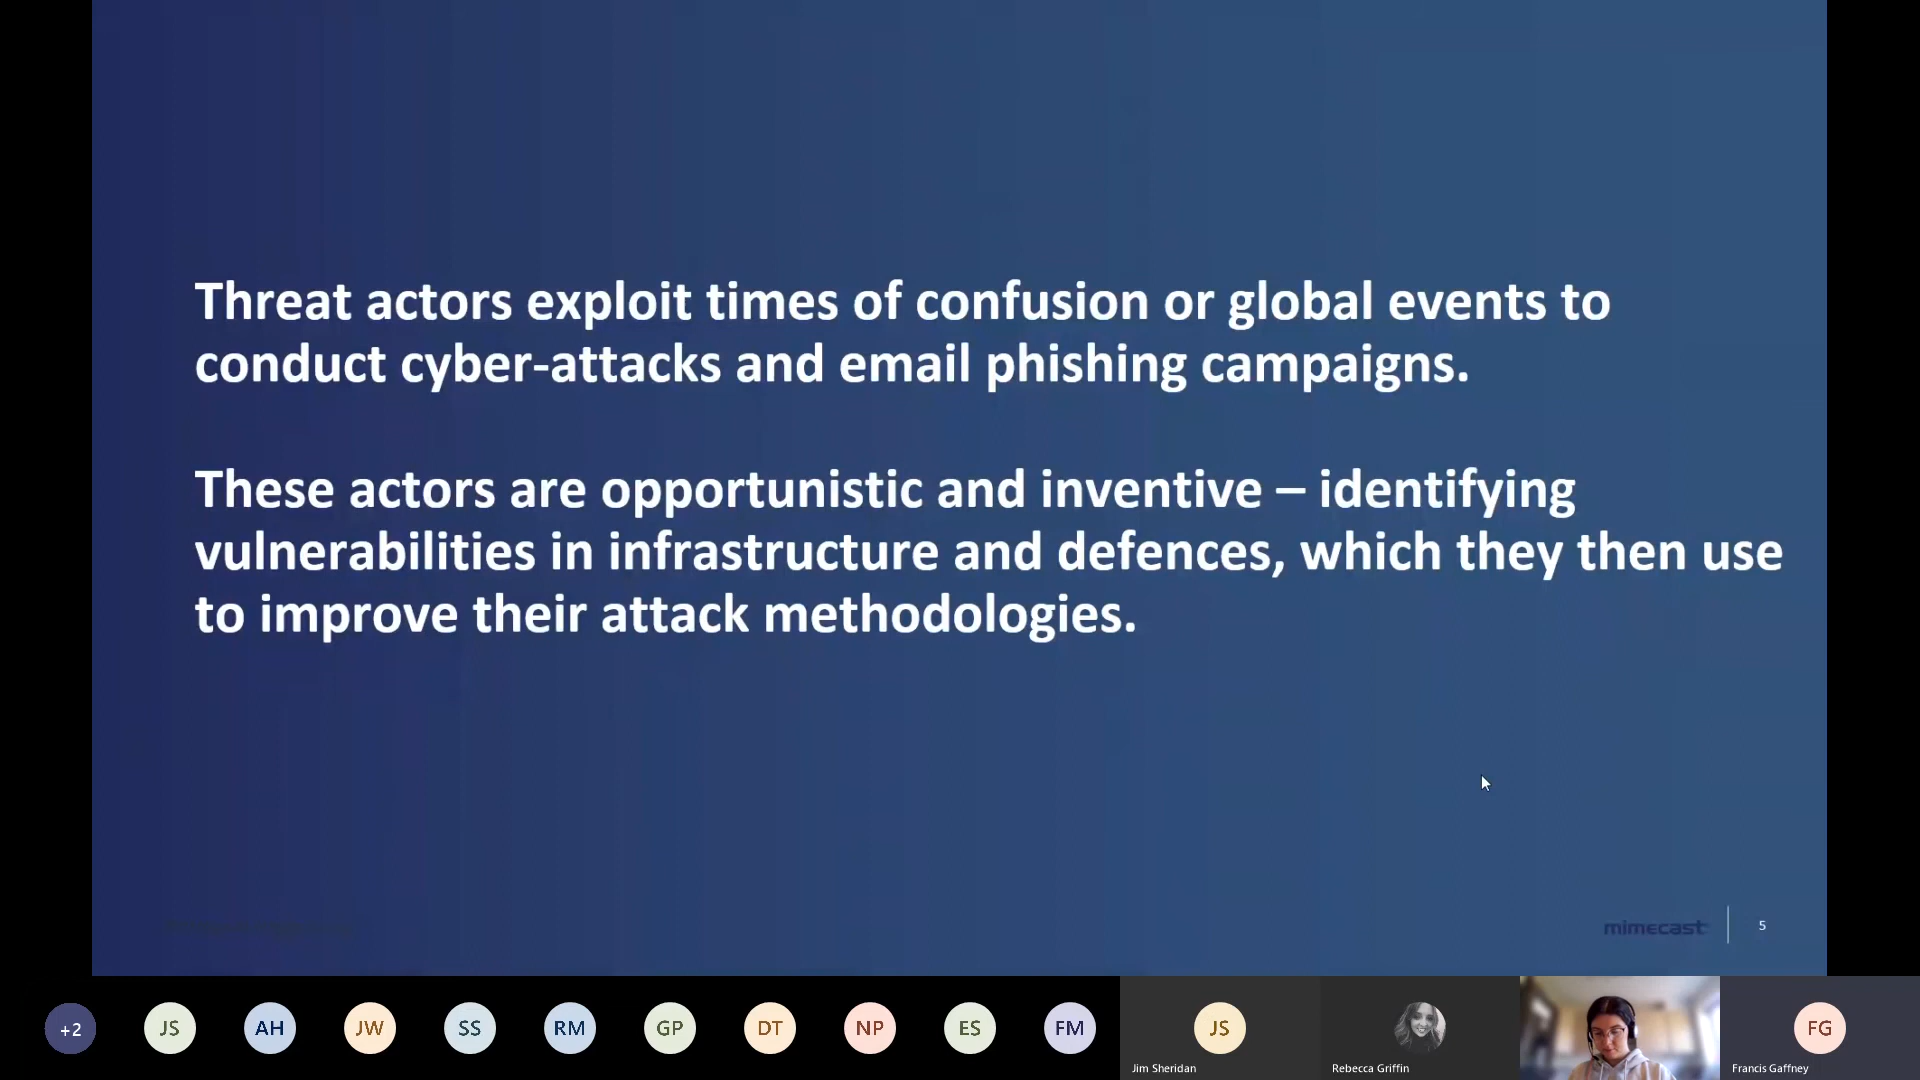 Threat actors exploit times of confusion or global events to
conduct cyber-attacks and email phishing campaigns.
These actors are opportunistic and inventive – identifying
vulnerabilities in infrastructure and defences, which they then use
to improve their attack methodologies.
mimecast
5
+2
JS
AH
JW
SS
RM
GP
DT
NP
ES
FM
JS
FG
Jim Sheridan
Rebecca Griffin
Francis Gaffney